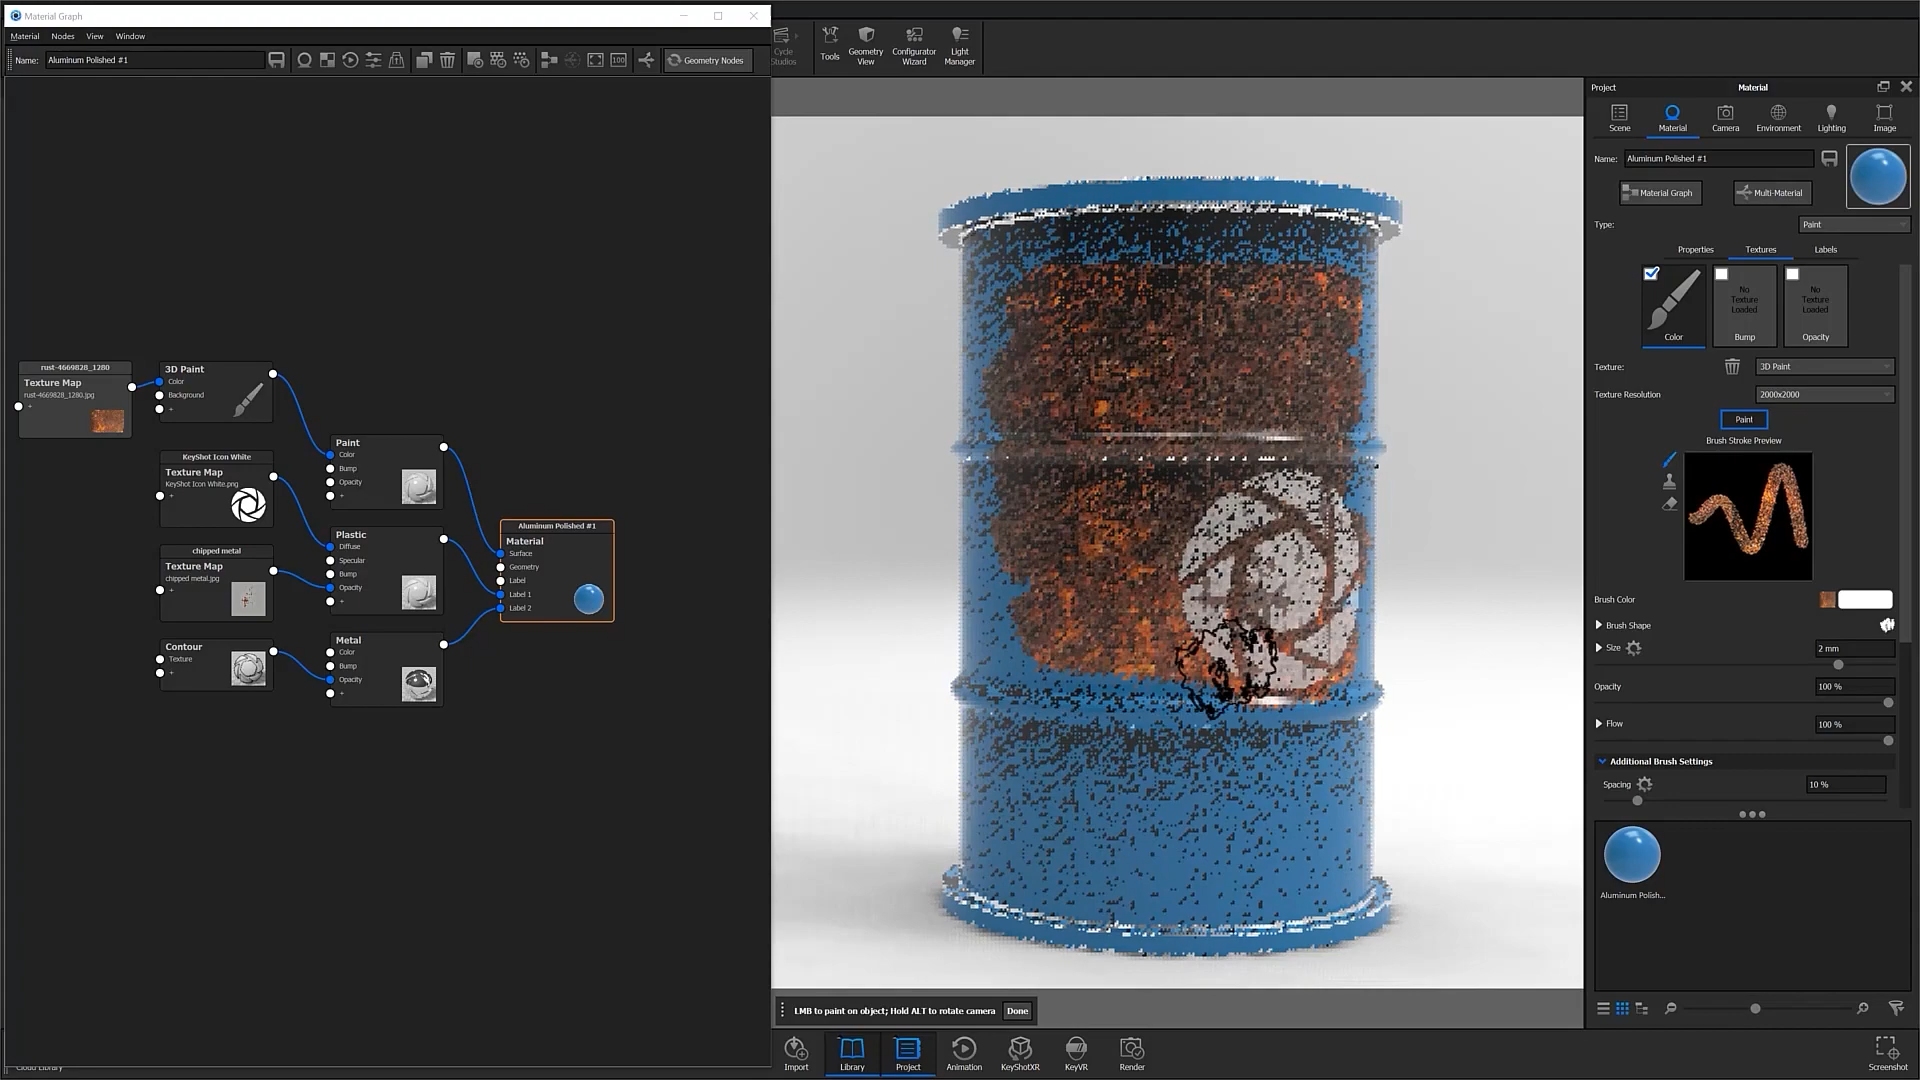 Material Graph
Material Nodes View Window
Name: Aluminum Polished #1
100
Geometry Nodes
Cycle
Studios
Tools
Geometry
View
Configurator
Wizard
Light
Manager
rust-4669828_1280
Texture Map
rust-4669828_1280.jpg
+
3D Paint
Color
Background
+
KeyShot Icon White
Texture Map
KeyShot Icon White.png
+
chipped metal
Texture Map
chipped metal.jpg
+
Contour
Texture
+
Paint
Color
Bump
Opacity
+
Plastic
Diffuse
Specular
Bump
Opacity
+
Metal
Color
Bump
Opacity
+
Aluminum Polished #1
Material
Surface
Geometry
Label
Label 1
Label 2
LMB to paint on object; Hold ALT to rotate camera Done
Import
Library
Project
Animation
KeyShotXR
KeyVR
Render
Screenshot
Cloud Library
Project Material
Scene Material Camera Environment Lighting Image
Name: Aluminum Polished #1
Material Graph Multi-Material
Type: Paint
Properties Textures Labels
Color
No
Texture
Loaded
Bump
No
Texture
Loaded
Opacity
Texture: 3D Paint
Texture Resolution 2000x2000
Paint
Brush Stroke Preview
Brush Color
Brush Shape
Size 2 mm
Opacity 100 %
Flow 100 %
Additional Brush Settings
Spacing 10 %
Aluminum Polish...